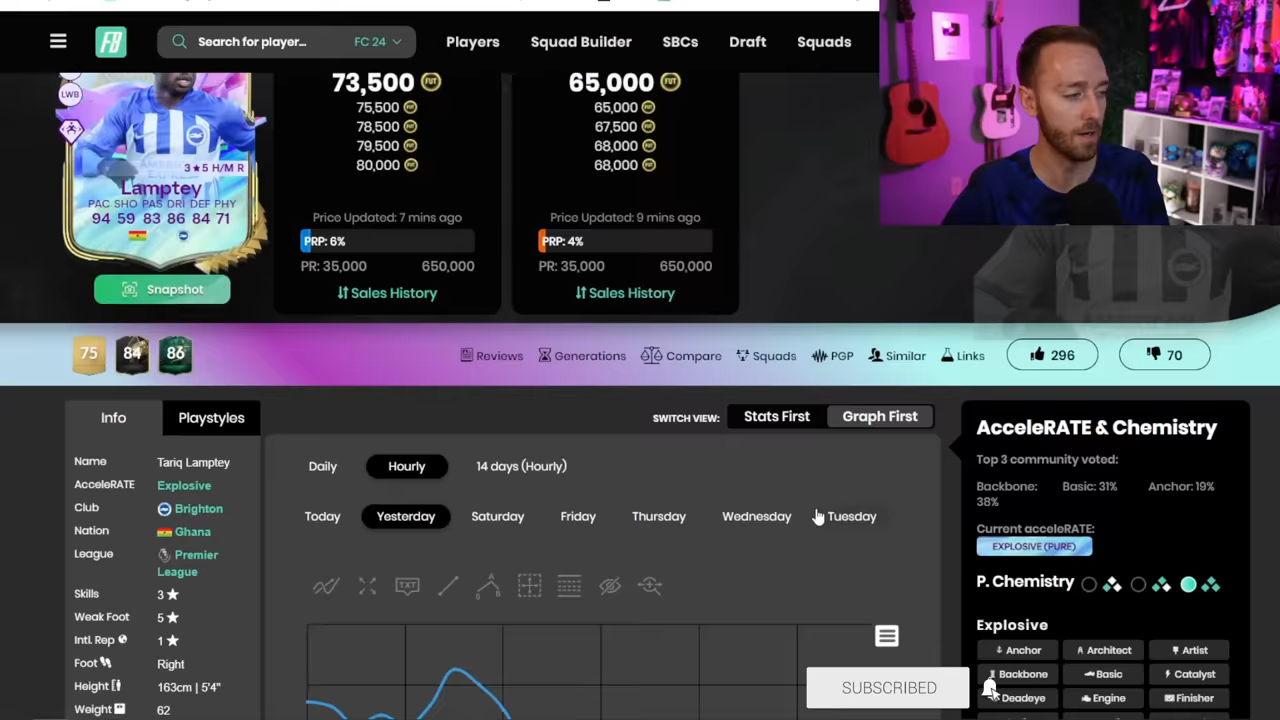 FB
Search for player...
FC 24
Players
Squad Builder
SBCs
Draft
Squads
LWB
3★5 H/M R
Lamptey
PAC SHO PAS DRI DEF PHY
94 59 83 86 84 71
Snapshot
73,500
75,500
78,500
79,500
80,000
Price Updated: 7 mins ago
PRP: 6%
PR: 35,000
650,000
Sales History
65,000
65,000
67,500
68,000
68,000
Price Updated: 9 mins ago
PRP: 4%
PR: 35,000
650,000
Sales History
75
84
86
Reviews
Generations
Compare
Squads
PGP
Similar
Links
296
70
Info
Playstyles
Name Tariq Lamptey
AcceleRATE Explosive
Club Brighton
Nation Ghana
League Premier
League
Skills 3★
Weak Foot 5★
Intl. Rep 1★
Foot Right
Height 163cm | 5'4"
Weight 62
SWITCH VIEW:
Stats First
Graph First
Daily
Hourly
14 days (Hourly)
Today
Yesterday
Saturday
Friday
Thursday
Wednesday
Tuesday
TXT
AcceleRATE & Chemistry
Top 3 community voted:
Backbone: 38%
Basic: 31%
Anchor: 19%
Current acceleRATE:
EXPLOSIVE (PURE)
P. Chemistry
Explosive
Anchor
Architect
Artist
Backbone
Basic
Catalyst
Deadeye
Engine
Finisher
SUBSCRIBED